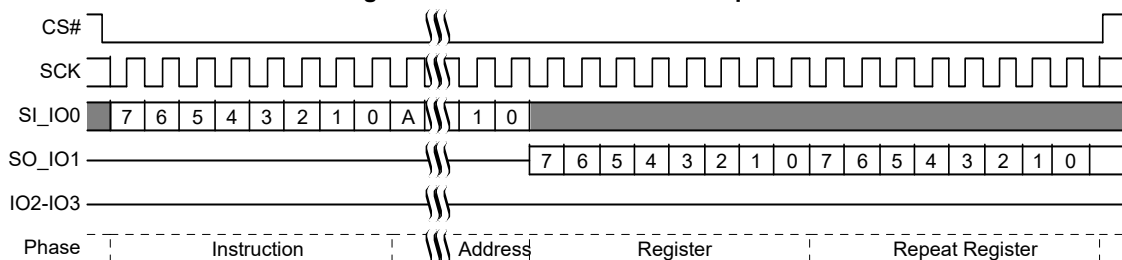 CS#
SCK
SI_IO0 7 6 5 4 3 2 1 0 A 1 0
SO_IO1 7 6 5 4 3 2 1 0 7 6 5 4 3 2 1 0
IO2-IO3
Phase Instruction Address Register Repeat Register